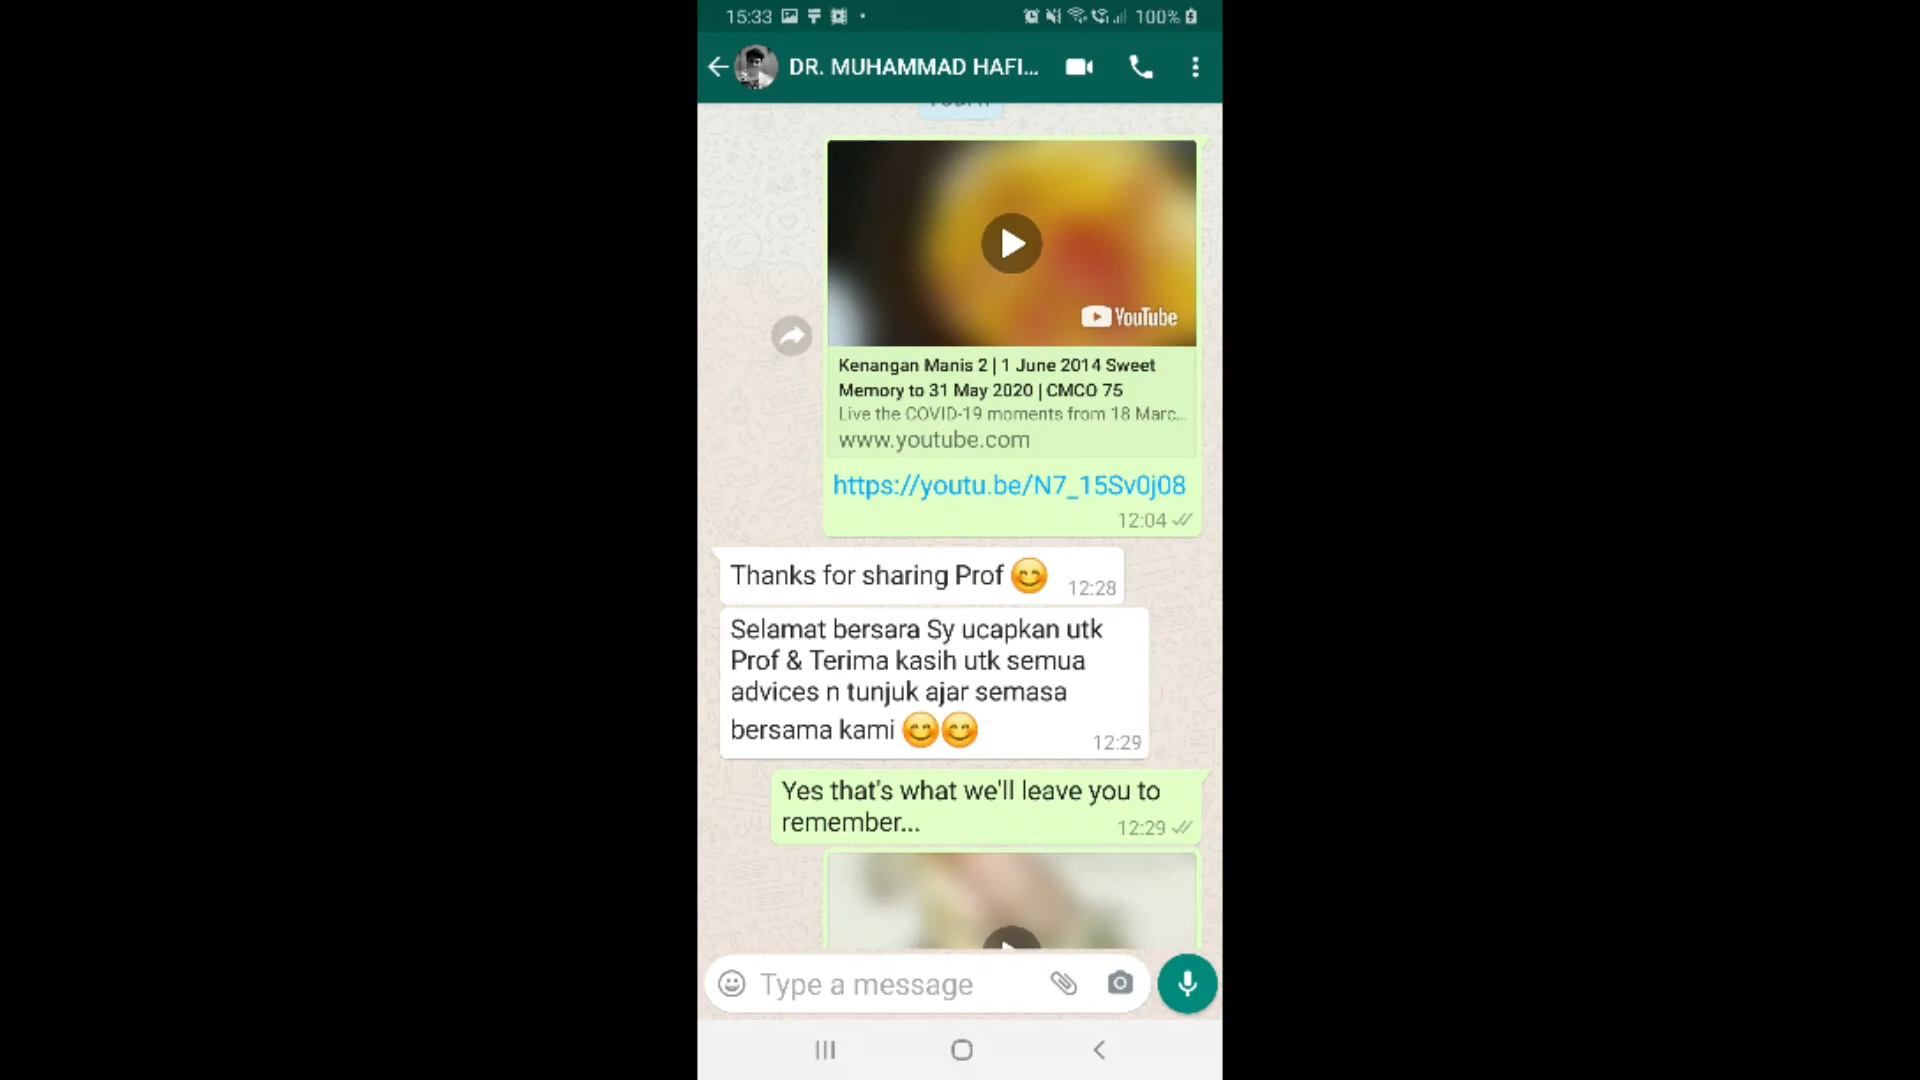 15:33
100%
DR. MUHAMMAD HAFI...
YouTube
Kenangan Manis 2 | 1 June 2014 Sweet
Memory to 31 May 2020 | CMCO 75
Live the COVID-19 moments from 18 Marc...
www.youtube.com
https://youtu.be/N7_15Sv0j08
12:04
Thanks for sharing Prof 😊
12:28
Selamat bersara Sy ucapkan utk
Prof & Terima kasih utk semua
advices n tunjuk ajar semasa
bersama kami 😊😊
12:29
Yes that's what we'll leave you to
remember...
12:29
Type a message